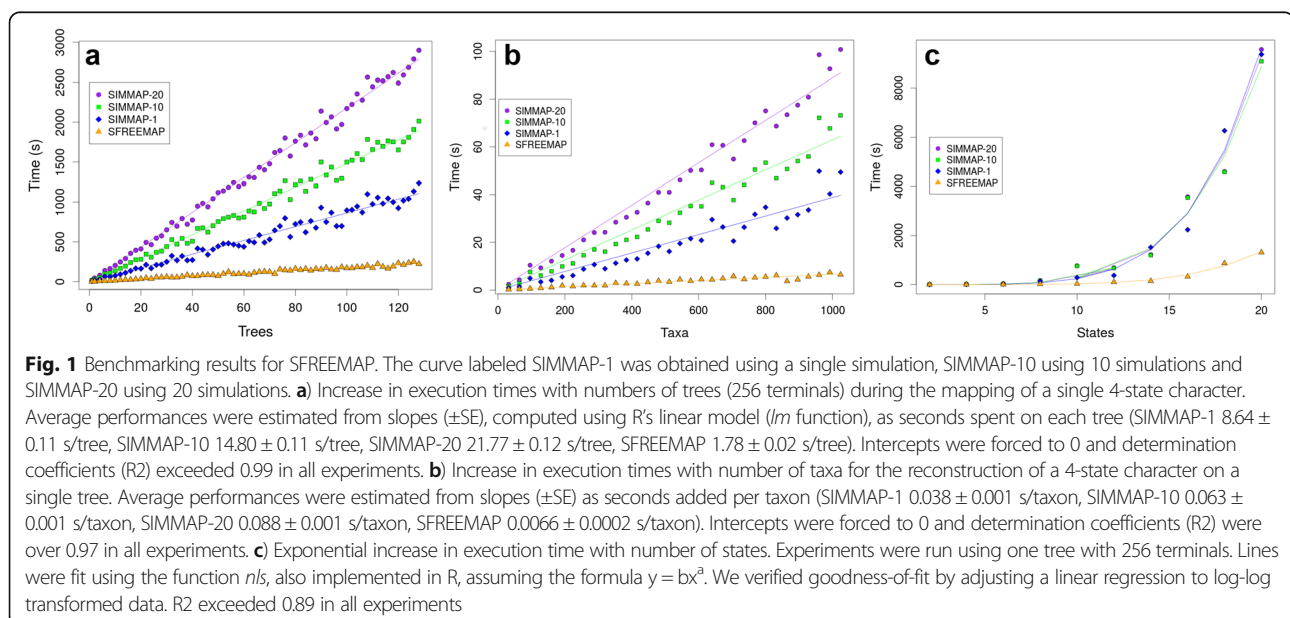 a
Time (s)
3000
2500
2000
1500
1000
500
0
SIMMAP-20
SIMMAP-10
SIMMAP-1
SFREEMAP
0 20 40 60 80 100 120
Trees
b
Time (s)
100
80
60
40
20
0
SIMMAP-20
SIMMAP-10
SIMMAP-1
SFREEMAP
0 200 400 600 800 1000
Taxa
c
Time (s)
8000
6000
4000
2000
0
SIMMAP-20
SIMMAP-10
SIMMAP-1
SFREEMAP
5 10 15 20
States
Fig. 1 Benchmarking results for SFREEMAP. The curve labeled SIMMAP-1 was obtained using a single simulation, SIMMAP-10 using 10 simulations and
SIMMAP-20 using 20 simulations. a) Increase in execution times with numbers of trees (256 terminals) during the mapping of a single 4-state character.
Average performances were estimated from slopes (±SE), computed using R's linear model (lm function), as seconds spent on each tree (SIMMAP-1 8.64 ±
0.11 s/tree, SIMMAP-10 14.80 ± 0.11 s/tree, SIMMAP-20 21.77 ± 0.12 s/tree, SFREEMAP 1.78 ± 0.02 s/tree). Intercepts were forced to 0 and determination
coefficients (R2) exceeded 0.99 in all experiments. b) Increase in execution times with number of taxa for the reconstruction of a 4-state character on a
single tree. Average performances were estimated from slopes (±SE) as seconds added per taxon (SIMMAP-1 0.038 ± 0.001 s/taxon, SIMMAP-10 0.063 ±
0.001 s/taxon, SIMMAP-20 0.088 ± 0.001 s/taxon, SFREEMAP 0.0066 ± 0.0002 s/taxon). Intercepts were forced to 0 and determination coefficients (R2) were
over 0.97 in all experiments. c) Exponential increase in execution time with number of states. Experiments were run using one tree with 256 terminals. Lines
were fit using the function nls, also implemented in R, assuming the formula y = bxᵃ. We verified goodness-of-fit by adjusting a linear regression to log-log
transformed data. R2 exceeded 0.89 in all experiments